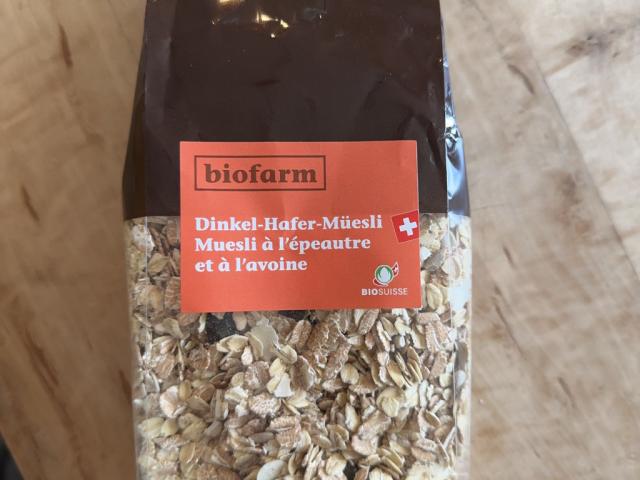 biofarm
Dinkel-Hafer-Müesli
Muesli à l'épeautre
et à l'avoine
BIOSUISSE